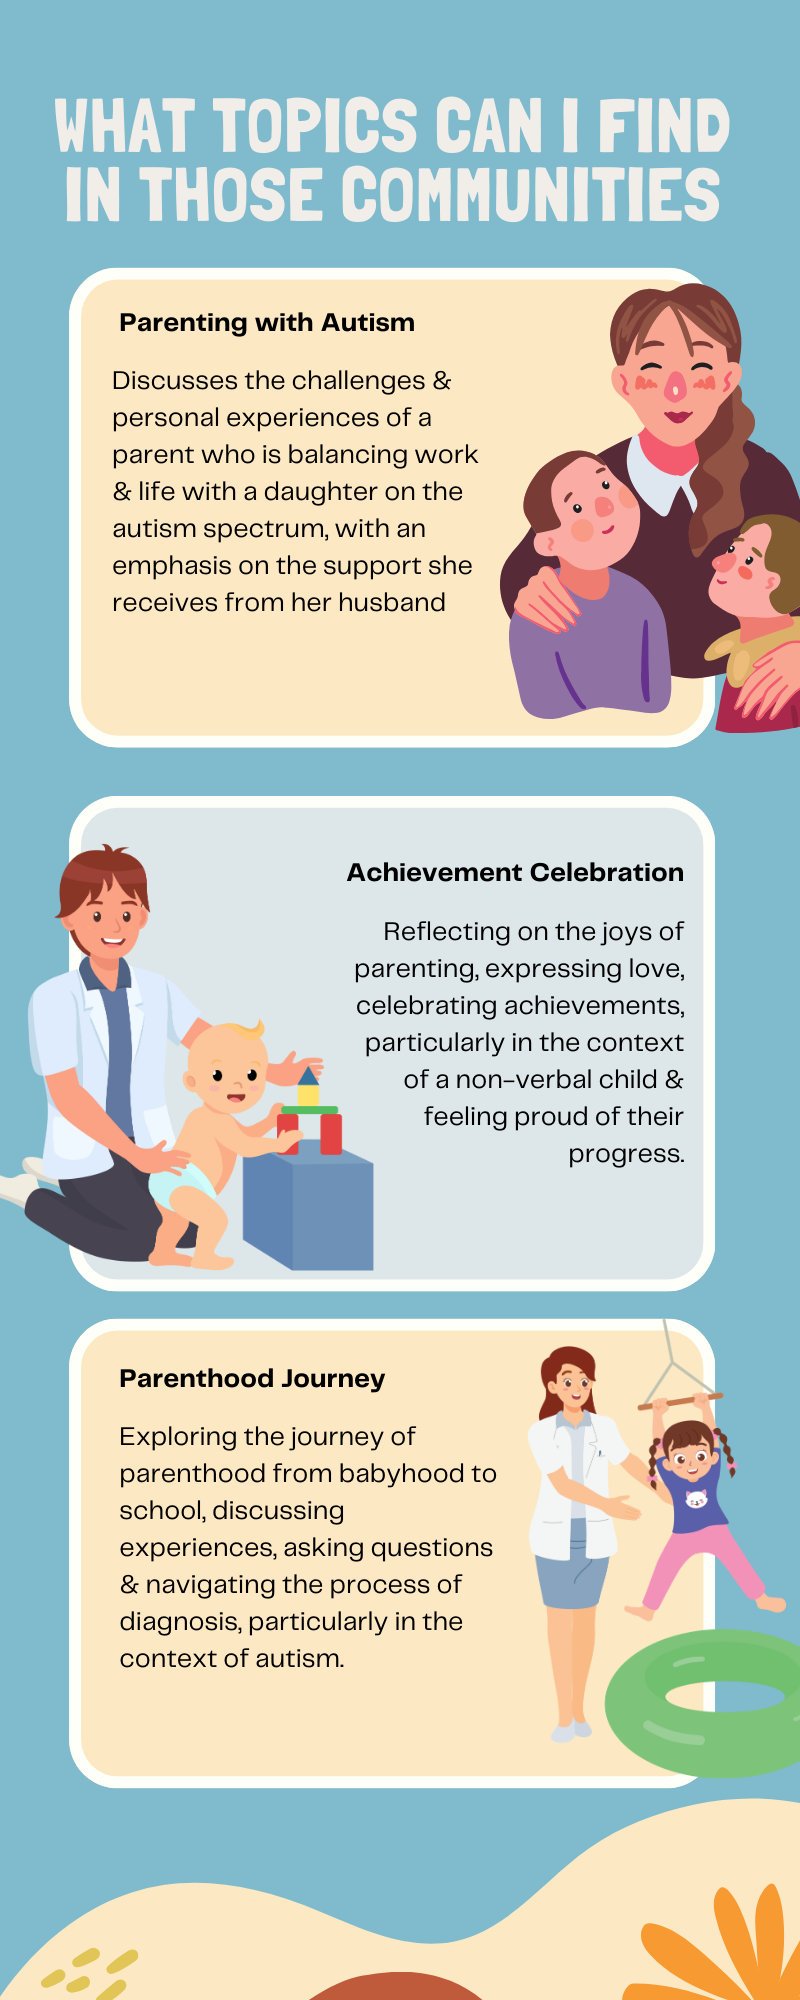 WHAT TOPICS CAN I FIND
IN THOSE COMMUNITIES
Parenting with Autism
Discusses the challenges &
personal experiences of a
parent who is balancing work
& life with a daughter on the
autism spectrum, with an
emphasis on the support she
receives from her husband
Achievement Celebration
Reflecting on the joys of
parenting, expressing love,
celebrating achievements,
particularly in the context
of a non-verbal child &
feeling proud of their
progress.
Parenthood Journey
Exploring the journey of
parenthood from babyhood to
school, discussing
experiences, asking questions
& navigating the process of
diagnosis, particularly in the
context of autism.